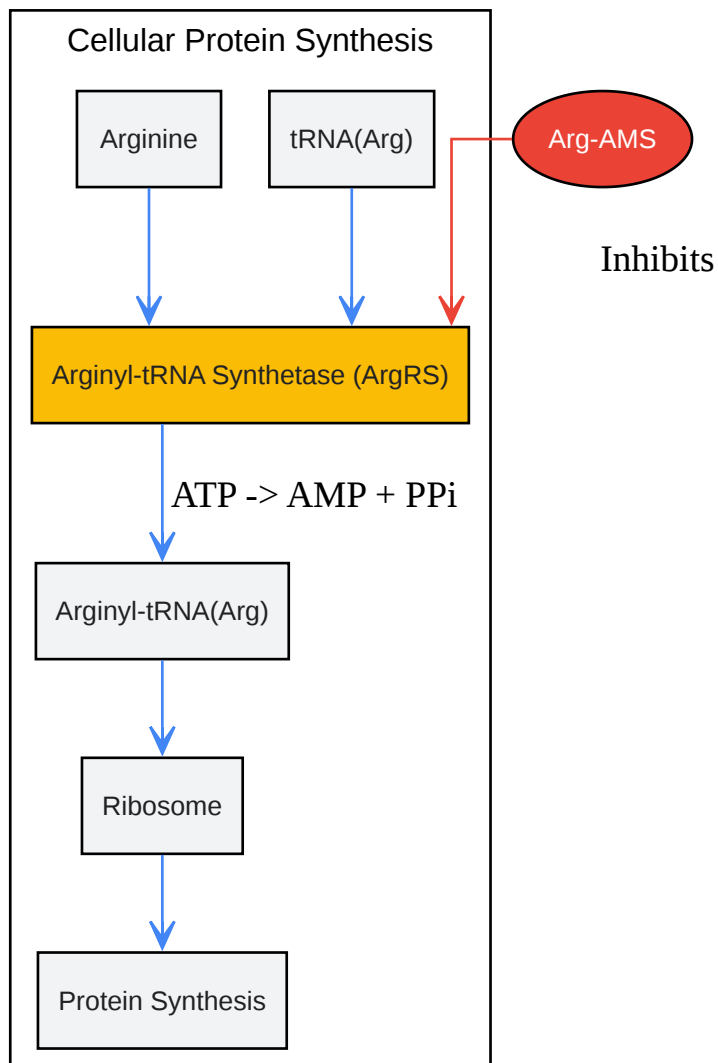 Cellular Protein Synthesis
Arginine
tRNA(Arg)
Arg-AMS
Inhibits
Arginyl-tRNA Synthetase (ArgRS)
ATP -> AMP + PPi
Arginyl-tRNA(Arg)
Ribosome
Protein Synthesis